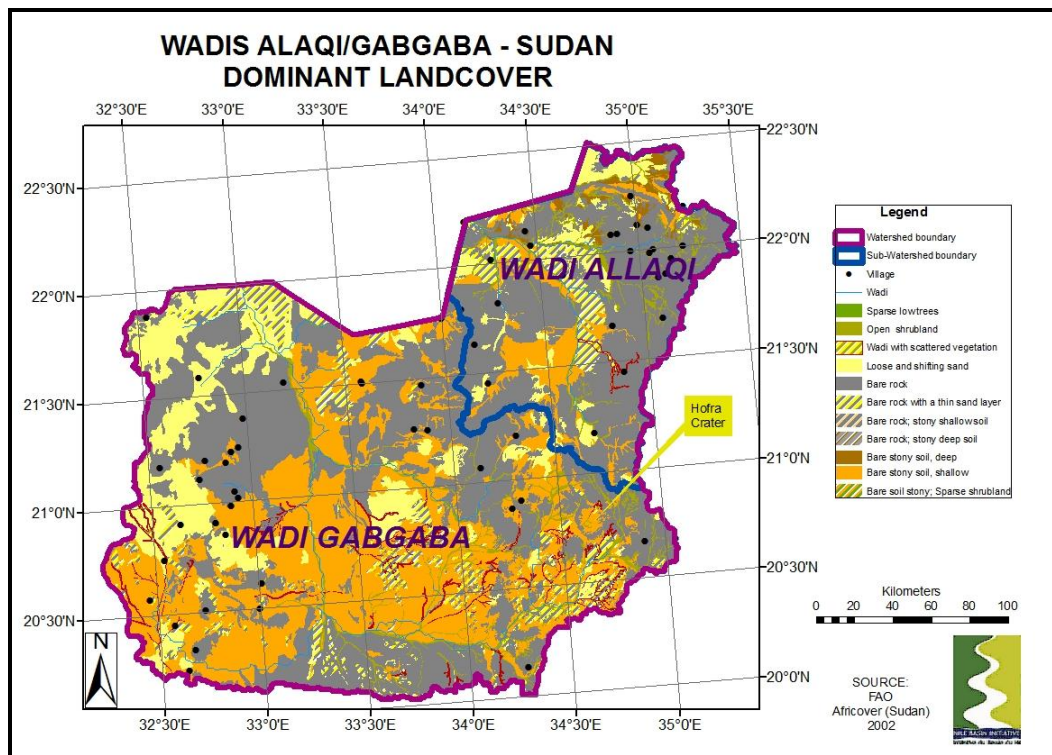 WADIS ALAQI/GABGABA - SUDAN
DOMINANT LANDCOVER
32°30'E 33°0'E 33°30'E 34°0'E 34°30'E 35°0'E 35°30'E
22°30'N
22°30'N
22°0'N
22°0'N
21°30'N
21°30'N
21°0'N
21°0'N
20°30'N
20°30'N
20°0'N
WADI ALLAQI
WADI GABGABA
Hofra
Crater
32°30'E 33°0'E 33°30'E 34°0'E 34°30'E 35°0'E
N
Legend
Watershed boundary
Sub-Watershed boundary
Village
Wadi
Sparse lowtrees
Open shrubland
Wadi with scattered vegetation
Loose and shifting sand
Bare rock
Bare rock with a thin sand layer
Bare rock; stony shallow soil
Bare rock; stony deep soil
Bare stony soil, deep
Bare stony soil, shallow
Bare soil stony; Sparse shrubland
Kilometers
0 20 40 60 80 100
SOURCE:
FAO
Africover (Sudan)
2002
NILE BASIN INITIATIVE